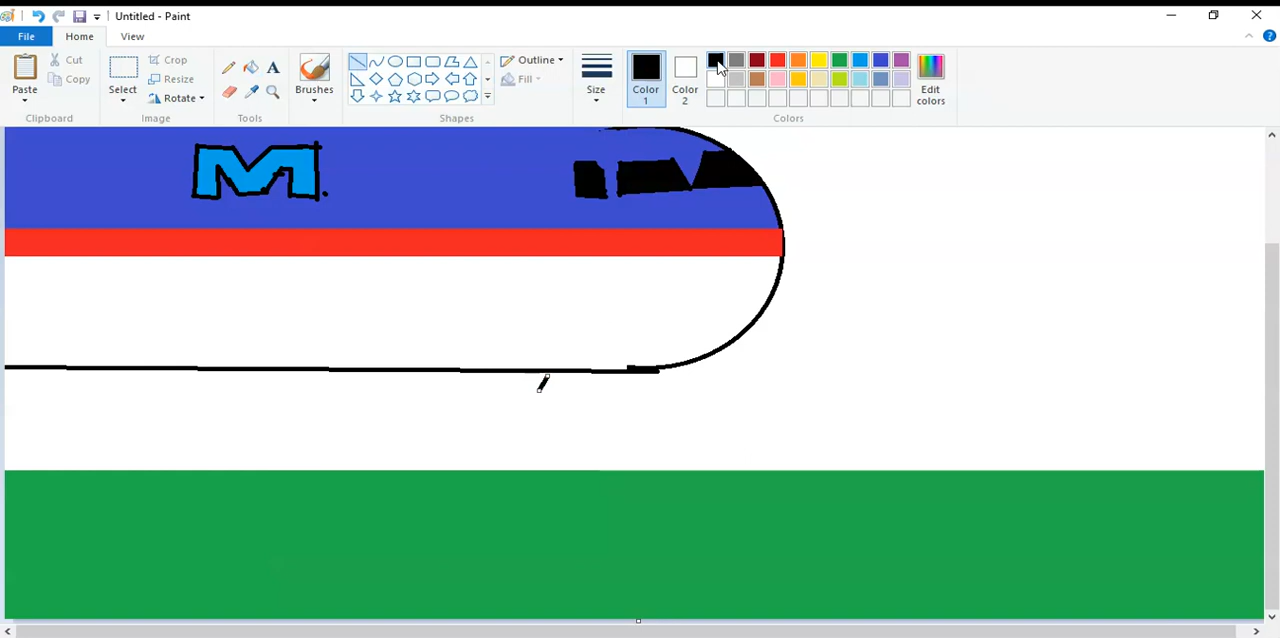 Untitled - Paint
File Home View
Paste
Cut
Copy
Clipboard
Select
Crop
Resize
Rotate
Image
A
Tools
Brushes
Outline
Fill
Shapes
Size
Color 1
Color 2
Edit colors
Colors
M.